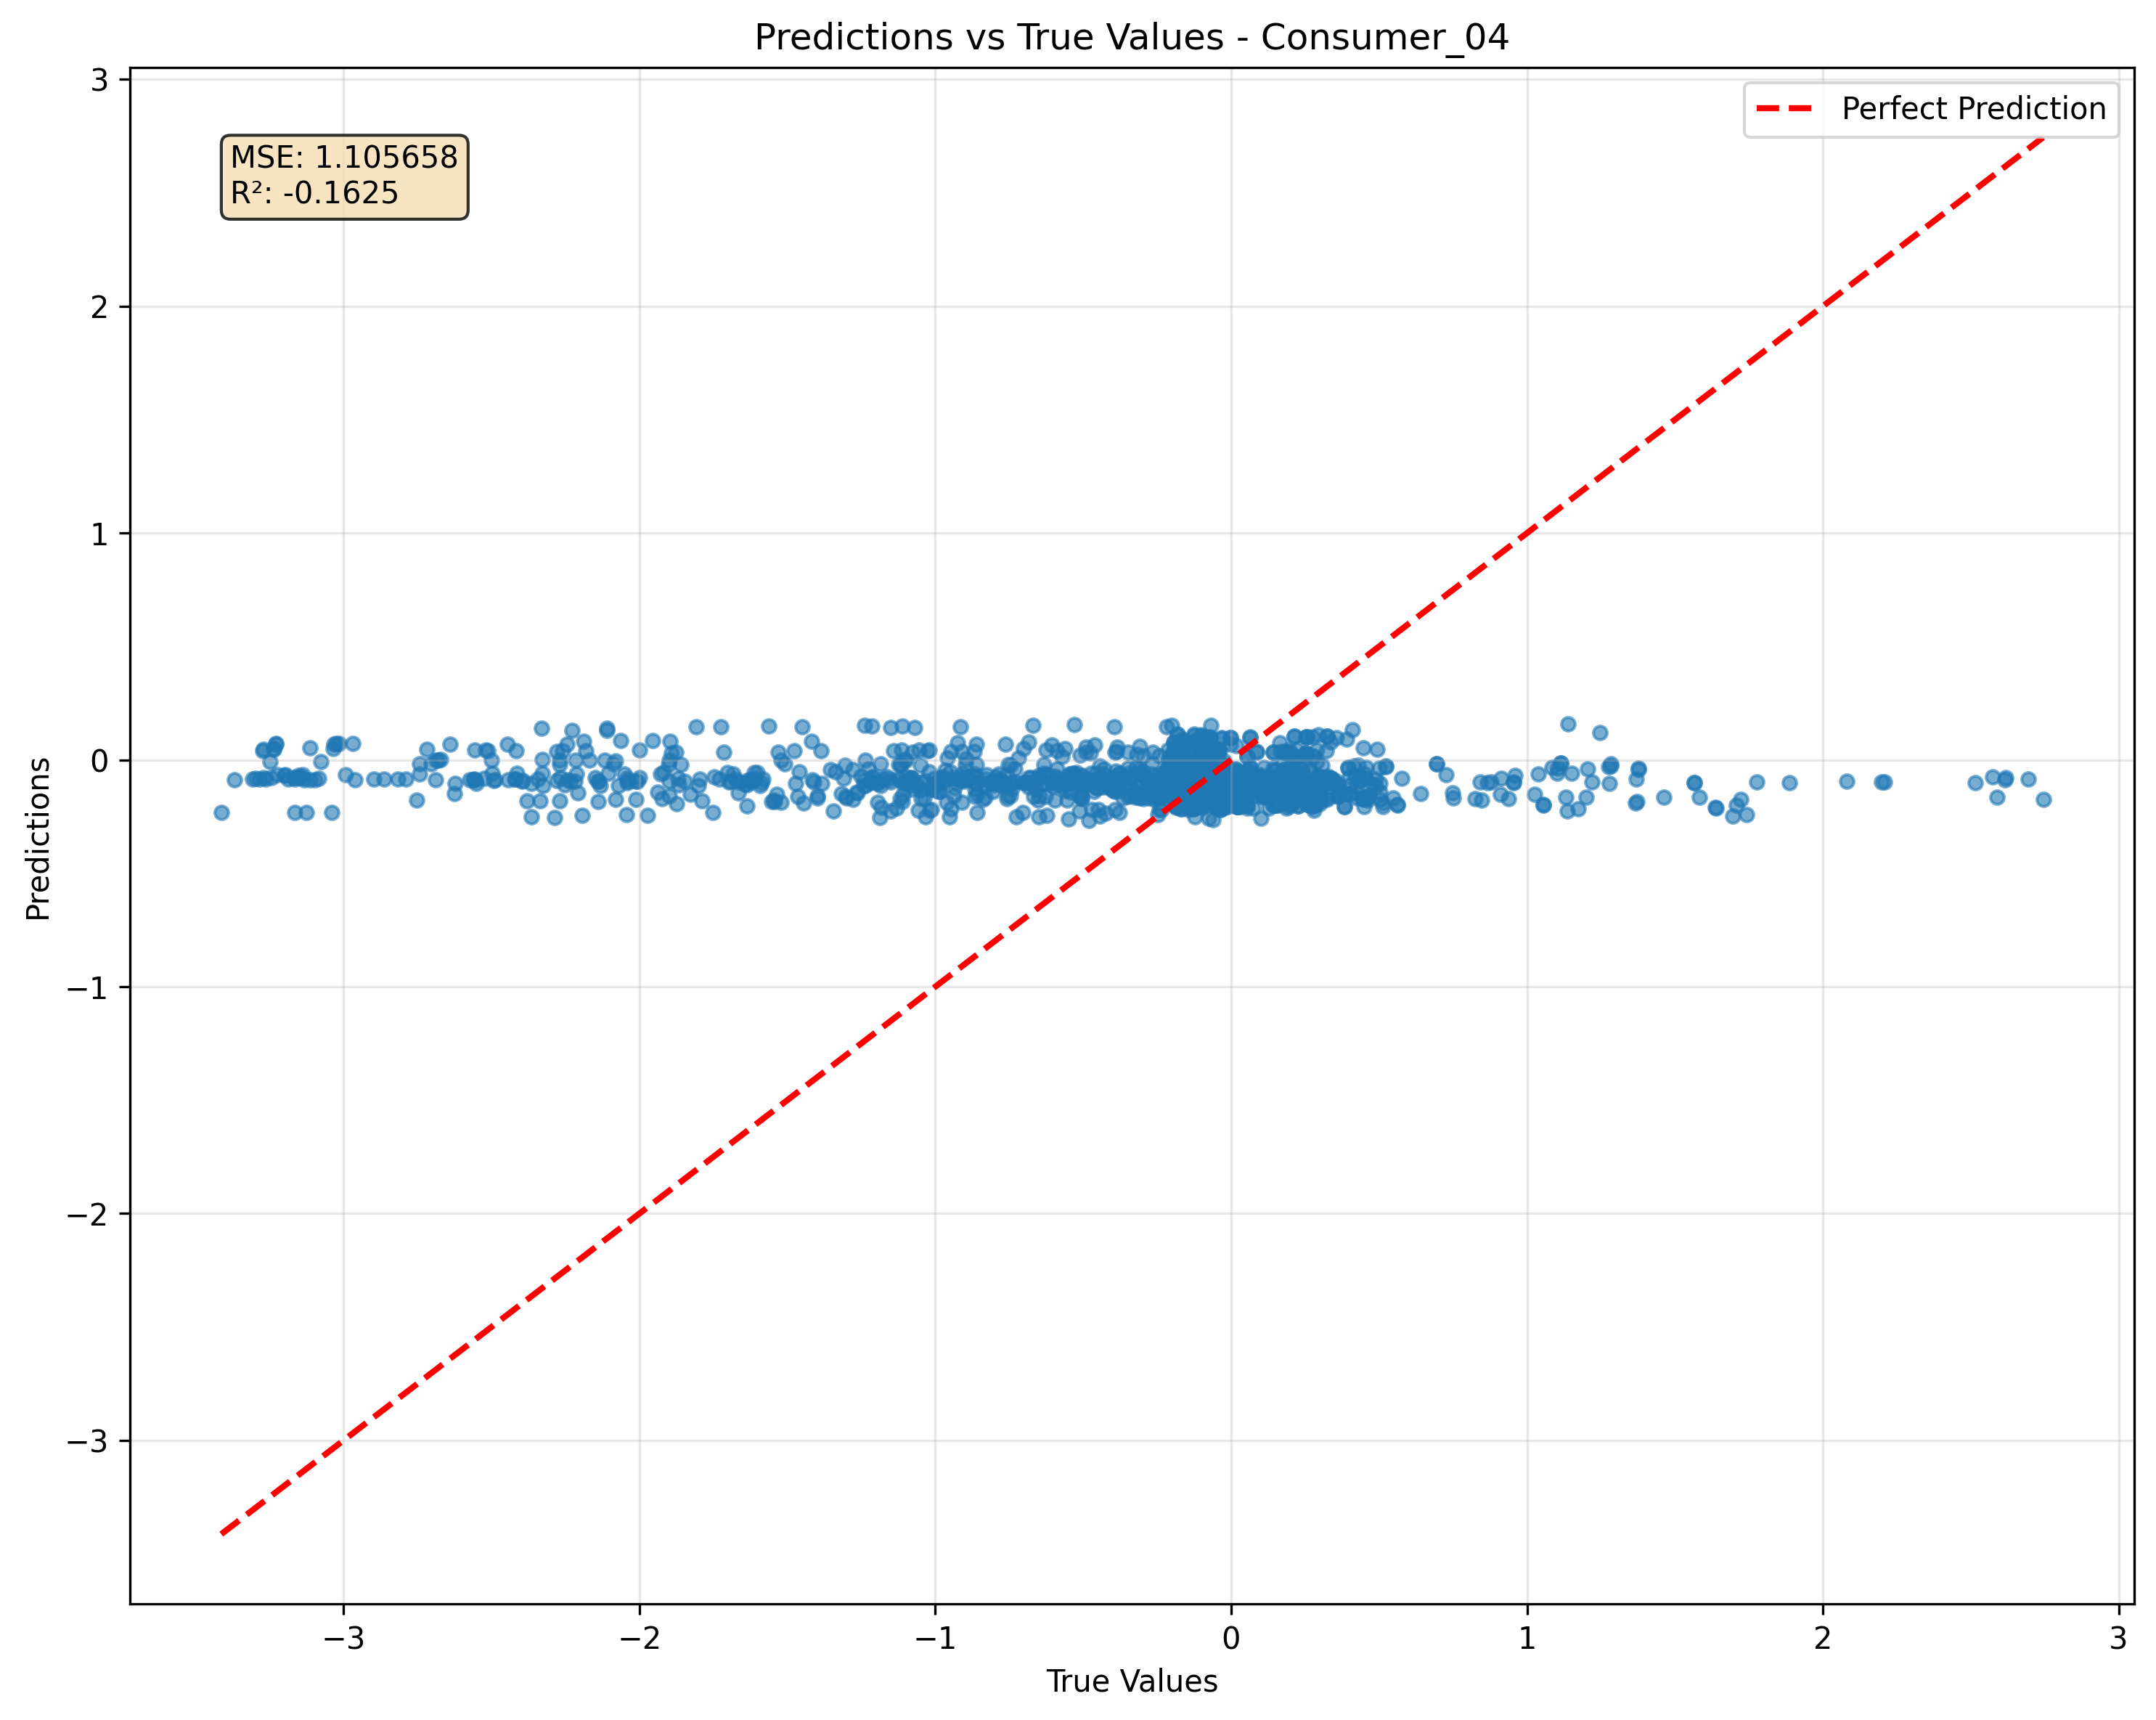 Predictions vs True Values - Consumer_04
Perfect Prediction
MSE: 1.105658
R²: -0.1625
3
2
1
0
−1
−2
−3
Predictions
−3 −2 −1 0 1 2 3
True Values